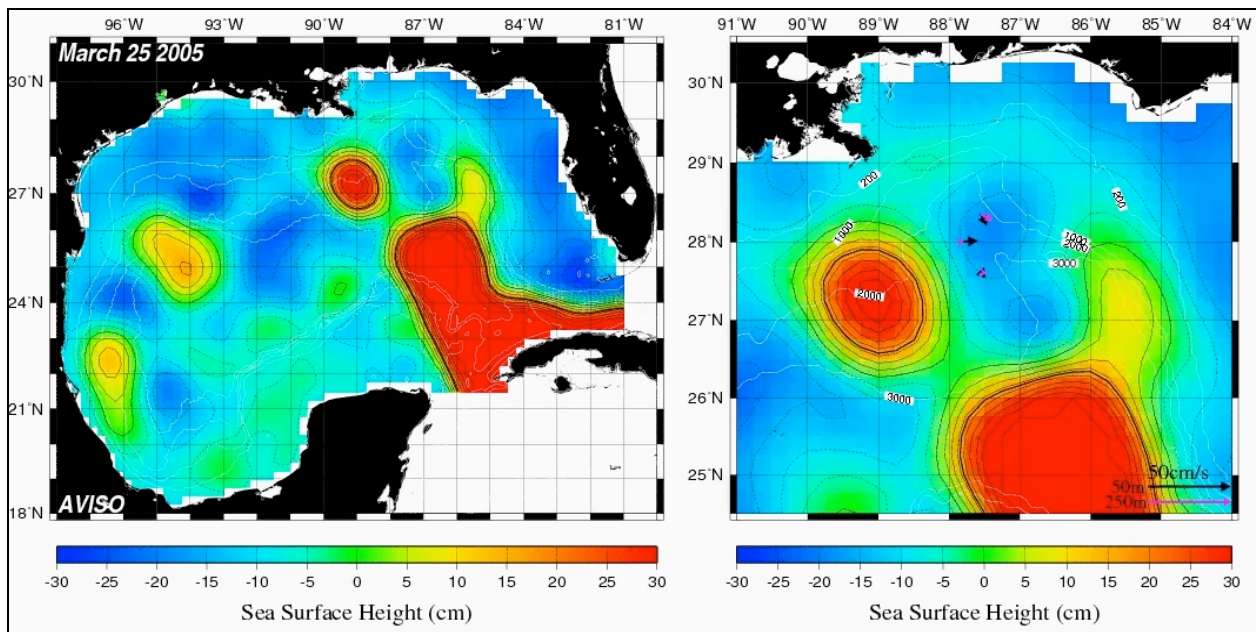 96°W 93°W 90°W 87°W 84°W 81°W
March 25 2005
30°N
27°N
24°N
21°N
18°N
AVISO
-30 -25 -20 -15 -10 -5 0 5 10 15 20 25 30
Sea Surface Height (cm)
91°W 90°W 89°W 88°W 87°W 86°W 85°W 84°W
30°N
29°N
28°N
27°N
26°N
25°N
200
200
1000
1000
2000
3000
2000
3000
50cm/s
50m
250m
-30 -25 -20 -15 -10 -5 0 5 10 15 20 25 30
Sea Surface Height (cm)